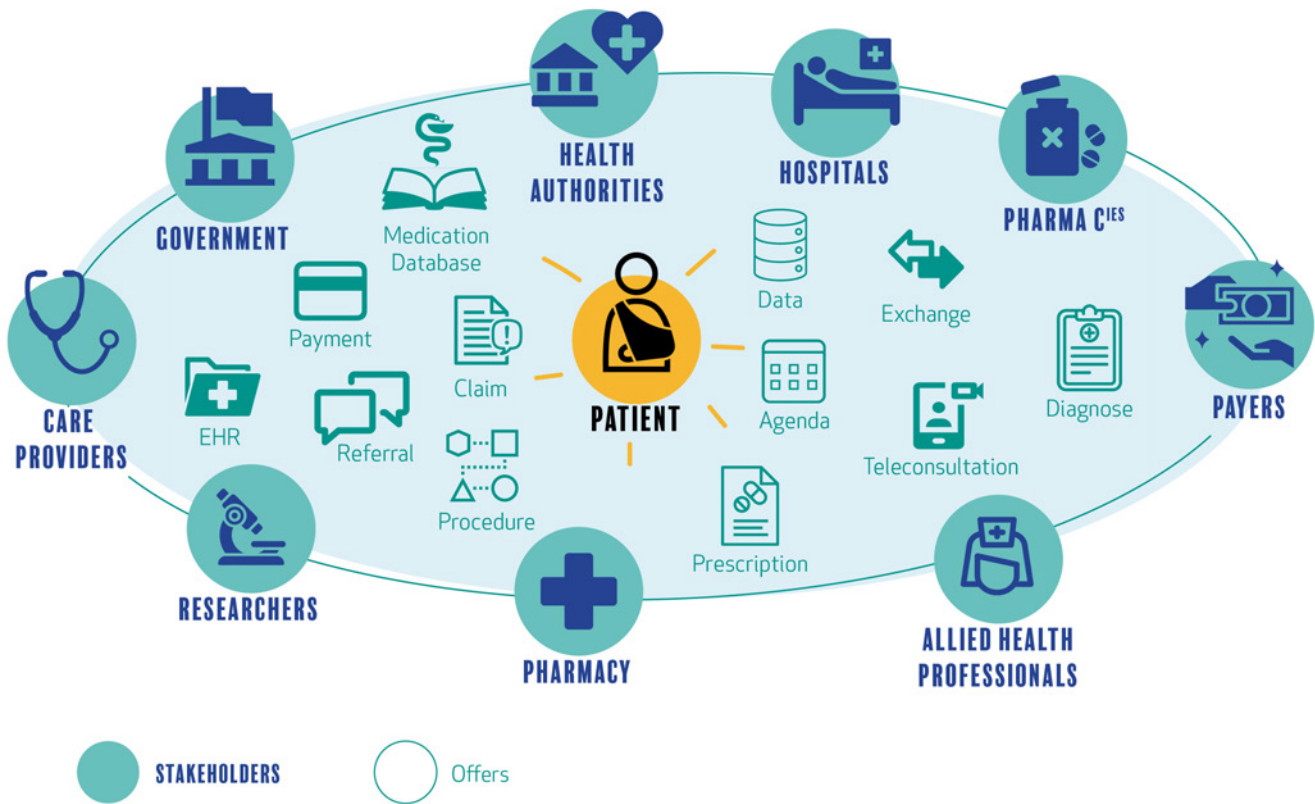 HEALTH
AUTHORITIES
HOSPITALS
PHARMA CIES
GOVERNMENT
Medication
Database
Payment
Claim
Data
Exchange
EHR
Referral
PATIENT
Agenda
Diagnose
PAYERS
CARE
PROVIDERS
Procedure
Teleconsultation
Prescription
RESEARCHERS
PHARMACY
ALLIED HEALTH
PROFESSIONALS
STAKEHOLDERS
Offers